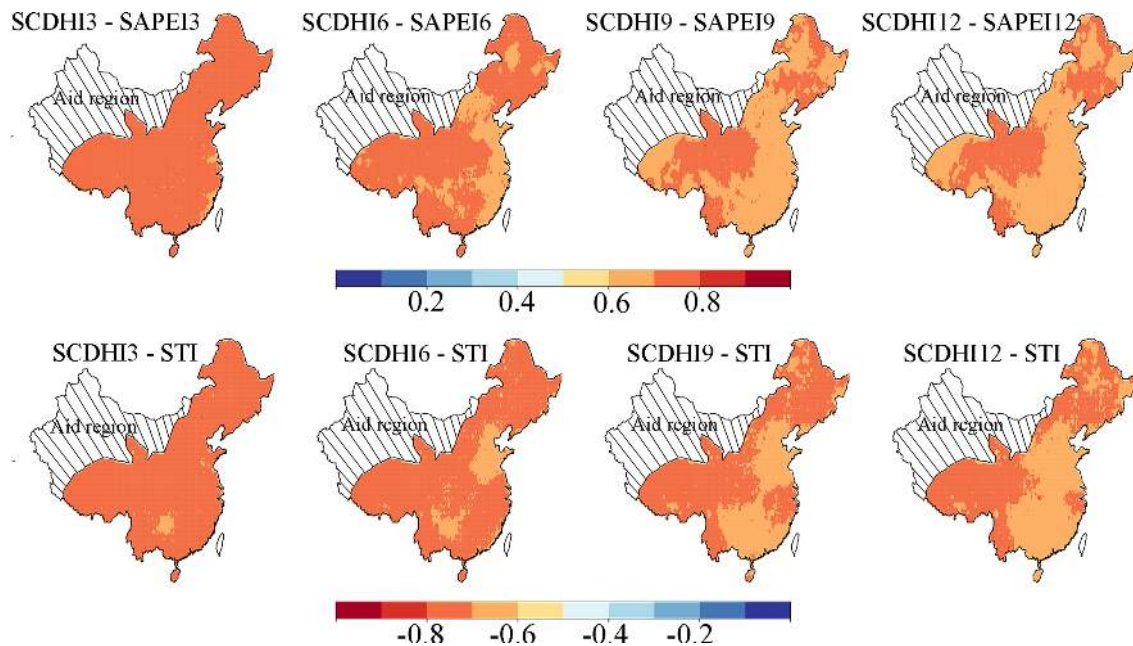 SCDHI3 - SAPEI3
SCDHI6 - SAPEI6
SCDHI9 - SAPEI9
SCDHI12 - SAPEI12
Aid region
Aid region
Aid region
Aid region
0.2 0.4 0.6 0.8
SCDHI3 - STI
SCDHI6 - STI
SCDHI9 - STI
SCDHI12 - STI
Aid region
Aid region
Aid region
Aid region
-0.8 -0.6 -0.4 -0.2